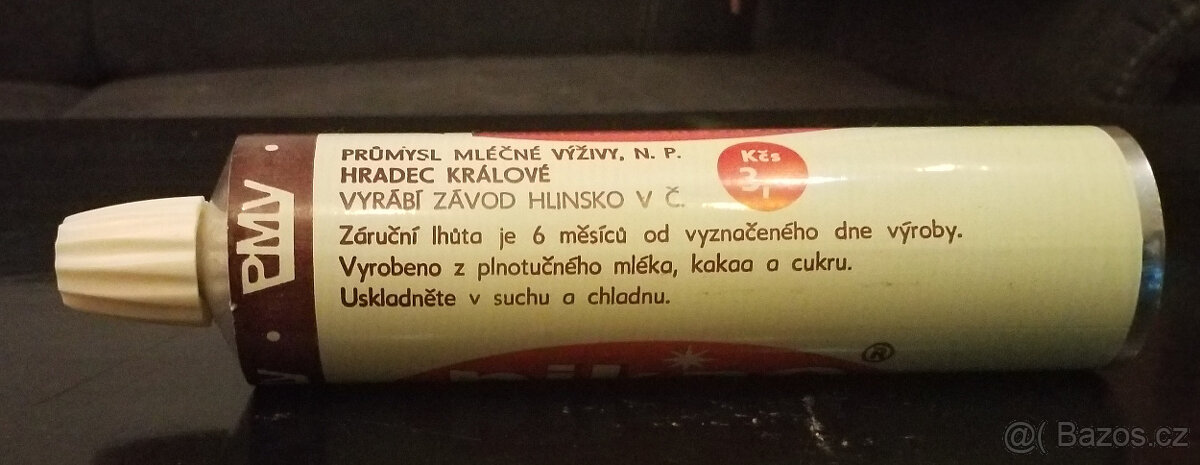 PMV
PRŮMYSL MLÉČNÉ VÝŽIVY, N. P.
HRADEC KRÁLOVÉ
VYRÁBÍ ZÁVOD HLINSKO V Č.
Kčs
3,-
Záruční lhůta je 6 měsíců od vyznačeného dne výroby.
Vyrobeno z plnotučného mléka, kakaa a cukru.
Uskladněte v suchu a chladnu.
®
@( Bazos.cz